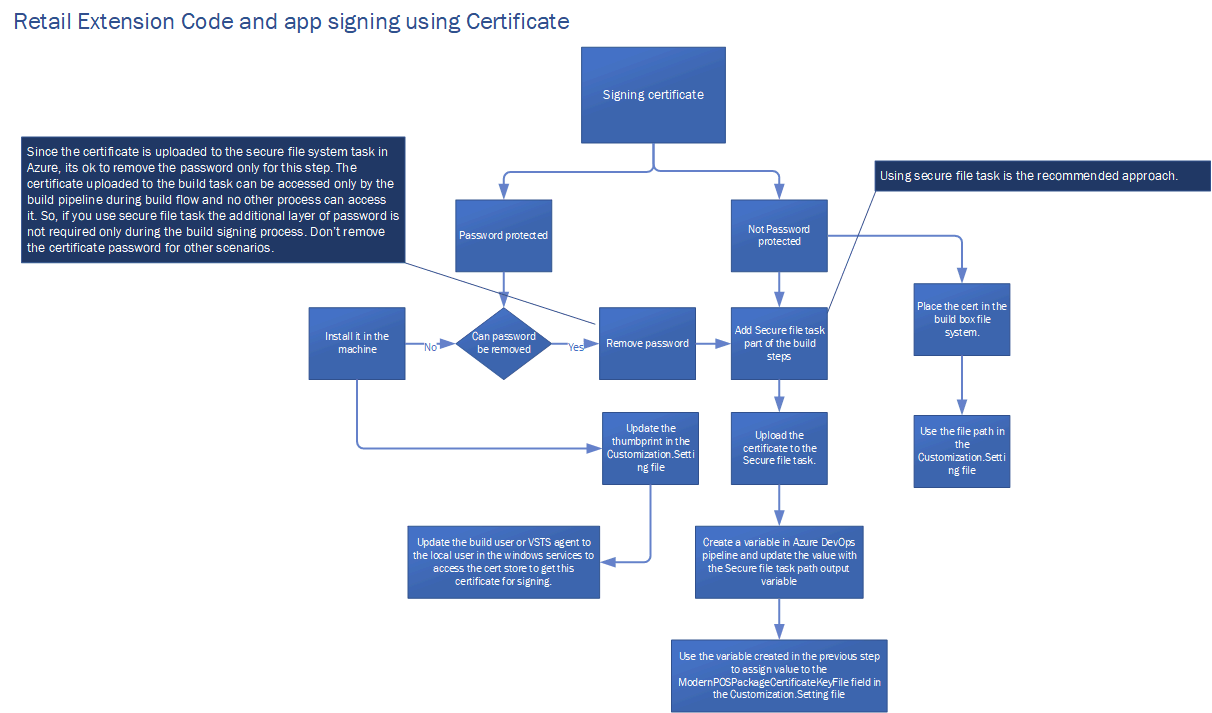 Retail Extension Code and app signing using Certificate
Signing certificate
Since the certificate is uploaded to the secure file system task in
Azure, its ok to remove the password only for this step. The
certificate uploaded to the build task can be accessed only by the
build pipeline during build flow and no other process can access
it. So, if you use secure file task the additional layer of password is
not required only during the build signing process. Don't remove
the certificate password for other scenarios.
Using secure file task is the recommended approach.
Password protected
Not Password
protected
Place the cert in the
build box file
system.
Install it in the
machine
No
Can password
be removed
Yes
Remove password
Add Secure file task
part of the build
steps
Update the
thumbprint in the
Customization.Setti
ng file
Upload the
certificate to the
Secure file task.
Use the file path in
the
Customization.Setti
ng file
Update the build user or VSTS agent to
the local user in the windows services to
access the cert store to get this
certificate for signing.
Create a variable in Azure DevOps
pipeline and update the value with
the Secure file task path output
variable
Use the variable created in the previous step
to assign value to the
ModernPOSPackageCertificateKeyFile field in
the Customization.Setting file